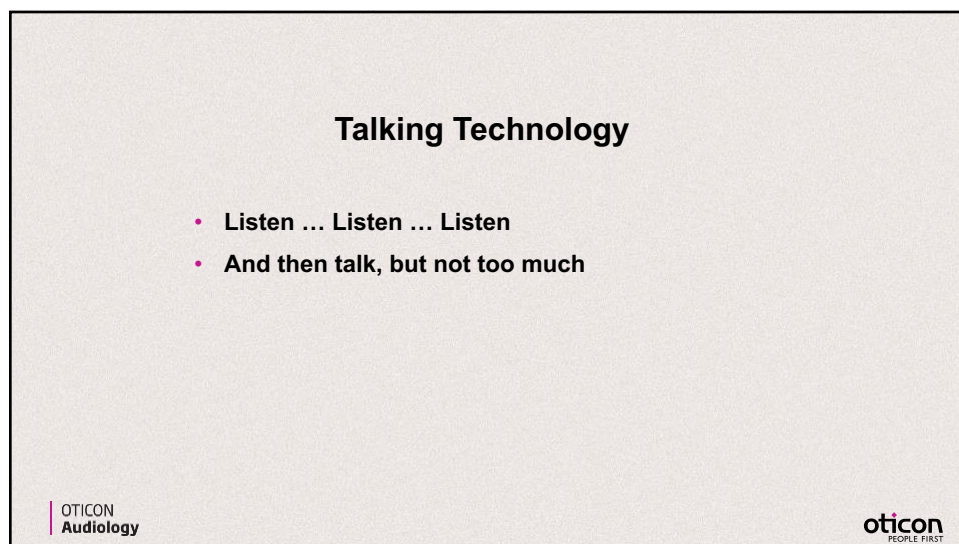 Talking Technology
• Listen … Listen … Listen
• And then talk, but not too much
OTICON
Audiology
oticon
PEOPLE FIRST